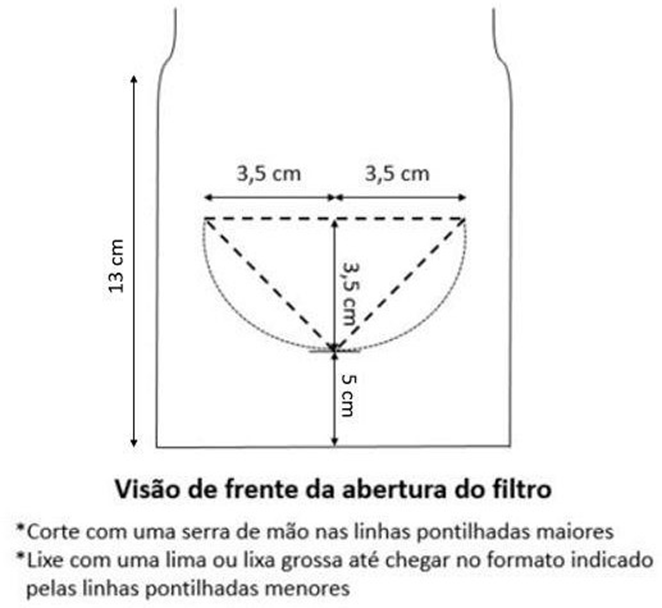 3,5 cm
3,5 cm
13 cm
3,5 cm
5 cm
Visão de frente da abertura do filtro
*Corte com uma serra de mão nas linhas pontilhadas maiores
*Lixe com uma lima ou lixa grossa até chegar no formato indicado
pelas linhas pontilhadas menores